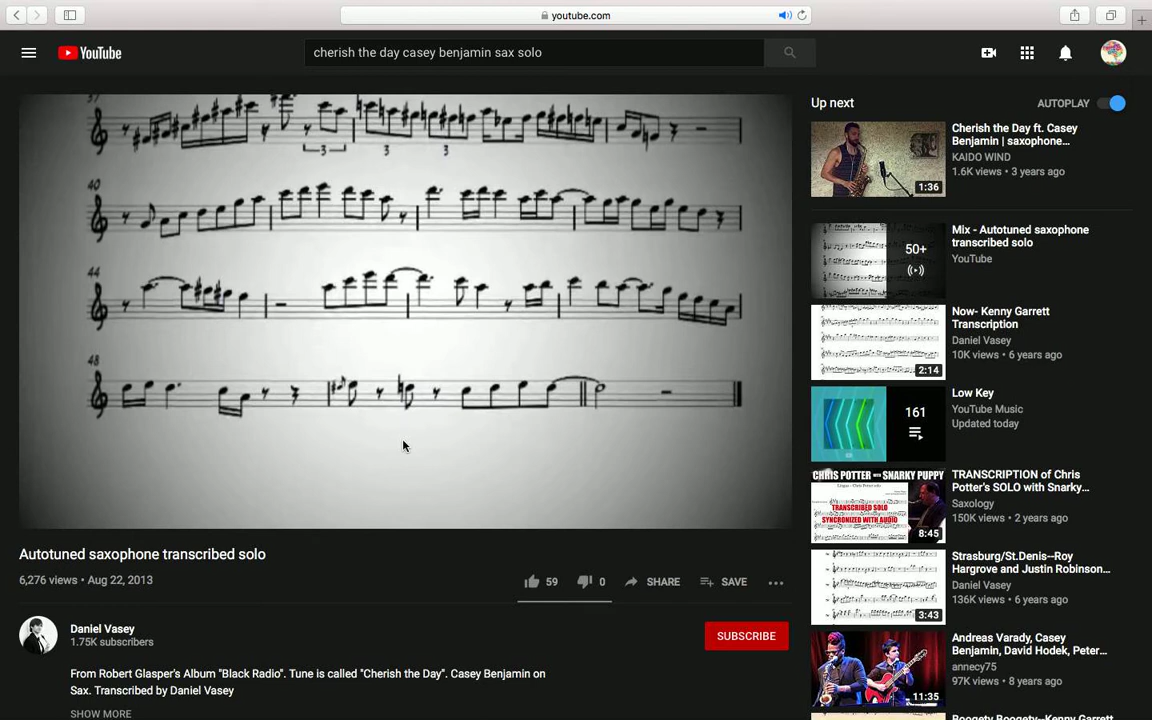 youtube.com
YouTube
cherish the day casey benjamin sax solo
37
3
3
3
40
44
48
Autotuned saxophone transcribed solo
6,276 views • Aug 22, 2013
59
0
SHARE
SAVE
Daniel Vasey
1.75K subscribers
SUBSCRIBE
From Robert Glasper's Album "Black Radio". Tune is called "Cherish the Day". Casey Benjamin on
Sax. Transcribed by Daniel Vasey
SHOW MORE
Up next
AUTOPLAY
1:36
Cherish the Day ft. Casey
Benjamin | saxophone...
KAIDO WIND
1.6K views • 3 years ago
50+
Mix - Autotuned saxophone
transcribed solo
YouTube
2:14
Now- Kenny Garrett
Transcription
Daniel Vasey
10K views • 6 years ago
161
Low Key
YouTube Music
Updated today
CHRIS POTTER with SNARKY PUPPY
TRANSCRIBED SOLO
SYNCRONIZED WITH AUDIO
8:45
TRANSCRIPTION of Chris
Potter's SOLO with Snarky...
Saxology
150K views • 2 years ago
3:43
Strasburg/St.Denis--Roy
Hargrove and Justin Robinson...
Daniel Vasey
136K views • 6 years ago
11:35
Andreas Varady, Casey
Benjamin, David Hodek, Peter...
annecy75
97K views • 8 years ago
Boogety Boogety--Kenny Garrett